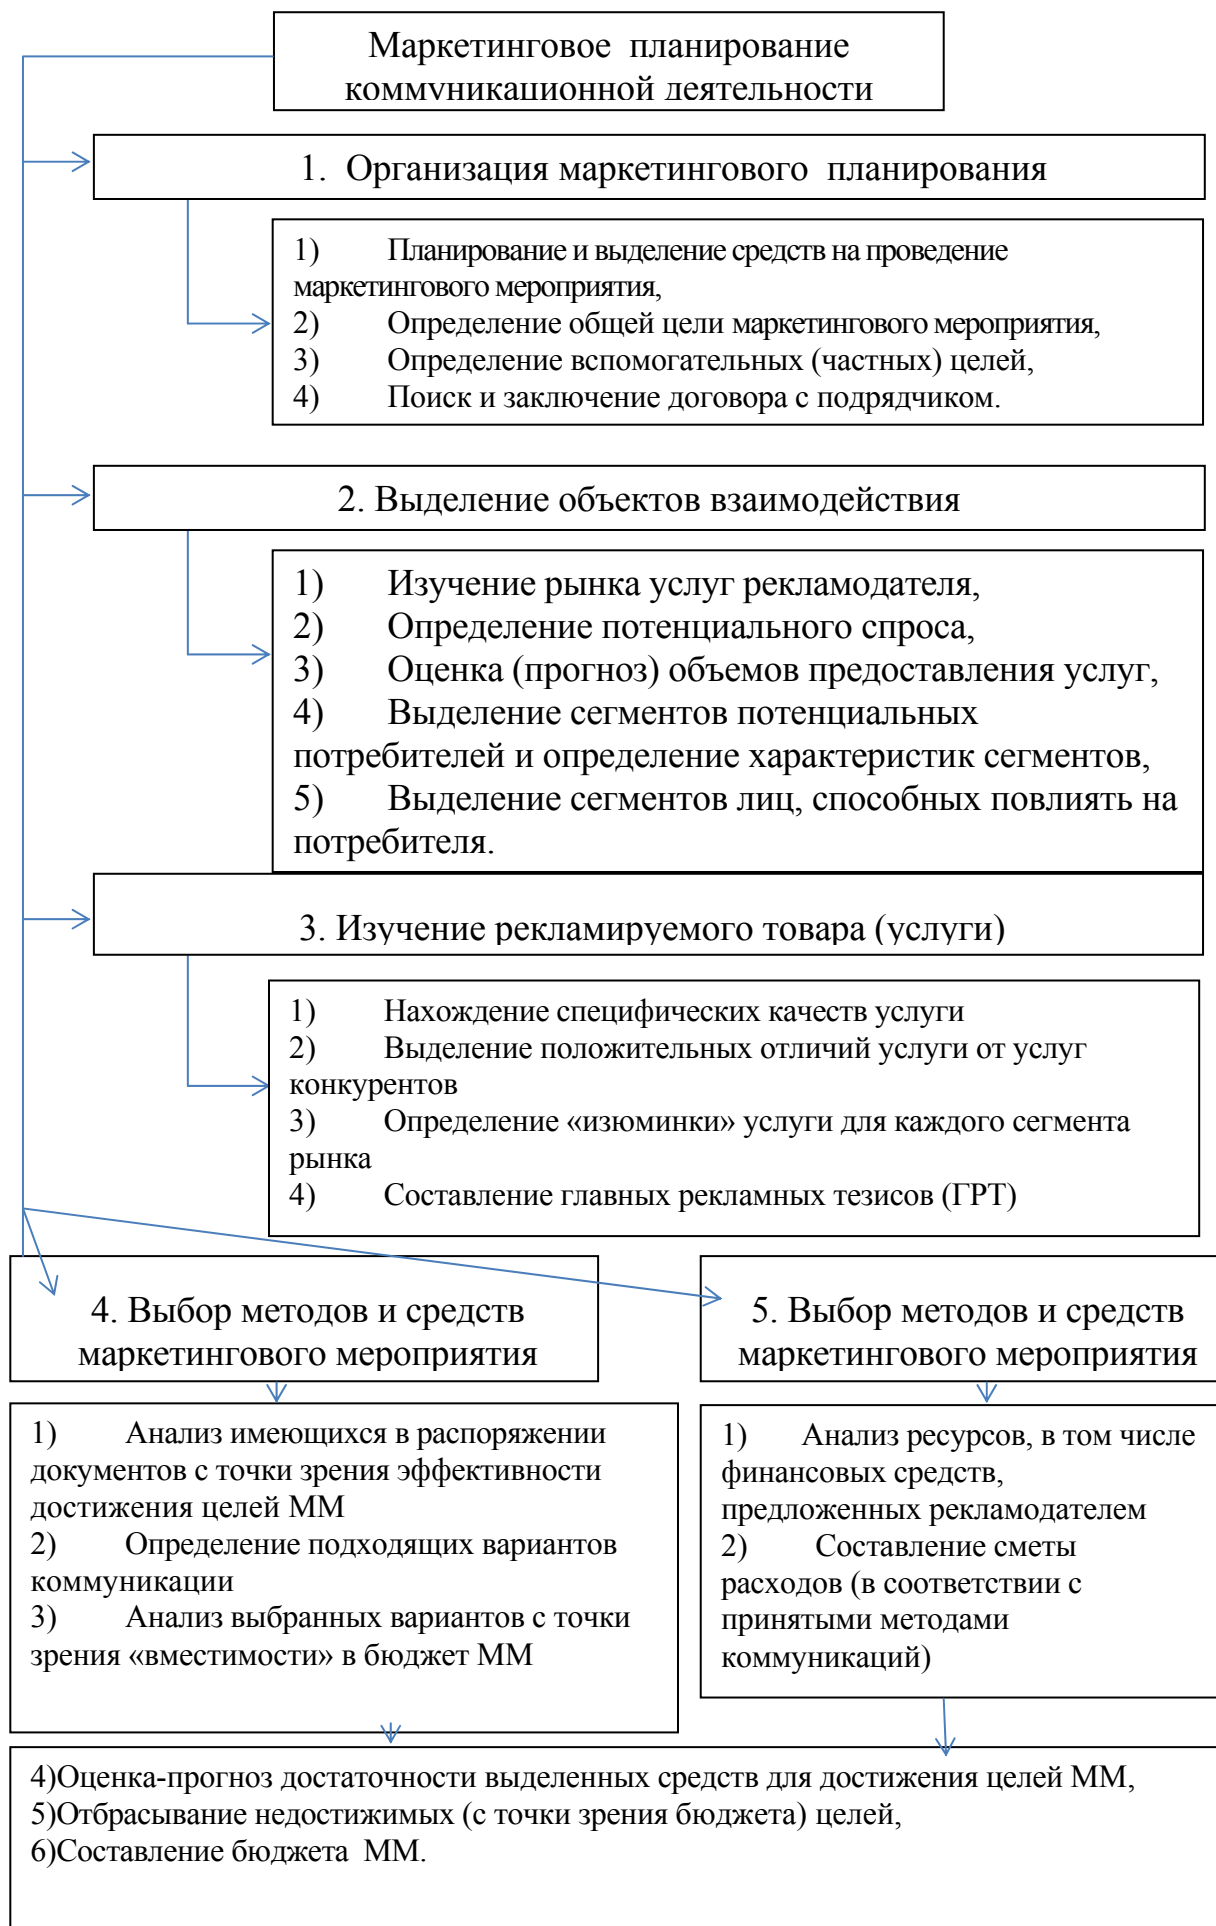 Маркетинговое планирование
коммуникационной деятельности
1. Организация маркетингового планирования
1) Планирование и выделение средств на проведение
маркетингового мероприятия,
2) Определение общей цели маркетингового мероприятия,
3) Определение вспомогательных (частных) целей,
4) Поиск и заключение договора с подрядчиком.
2. Выделение объектов взаимодействия
1) Изучение рынка услуг рекламодателя,
2) Определение потенциального спроса,
3) Оценка (прогноз) объемов предоставления услуг,
4) Выделение сегментов потенциальных
потребителей и определение характеристик сегментов,
5) Выделение сегментов лиц, способных повлиять на
потребителя.
3. Изучение рекламируемого товара (услуги)
1) Нахождение специфических качеств услуги
2) Выделение положительных отличий услуги от услуг
конкурентов
3) Определение «изюминки» услуги для каждого сегмента
рынка
4) Составление главных рекламных тезисов (ГРТ)
4. Выбор методов и средств
маркетингового мероприятия
5. Выбор методов и средств
маркетингового мероприятия
1) Анализ имеющихся в распоряжении
документов с точки зрения эффективности
достижения целей ММ
2) Определение подходящих вариантов
коммуникации
3) Анализ выбранных вариантов с точки
зрения «вместимости» в бюджет ММ
1) Анализ ресурсов, в том числе
финансовых средств,
предложенных рекламодателем
2) Составление сметы
расходов (в соответствии с
принятыми методами
коммуникаций)
4)Оценка-прогноз достаточности выделенных средств для достижения целей ММ,
5)Отбрасывание недостижимых (с точки зрения бюджета) целей,
6)Составление бюджета ММ.